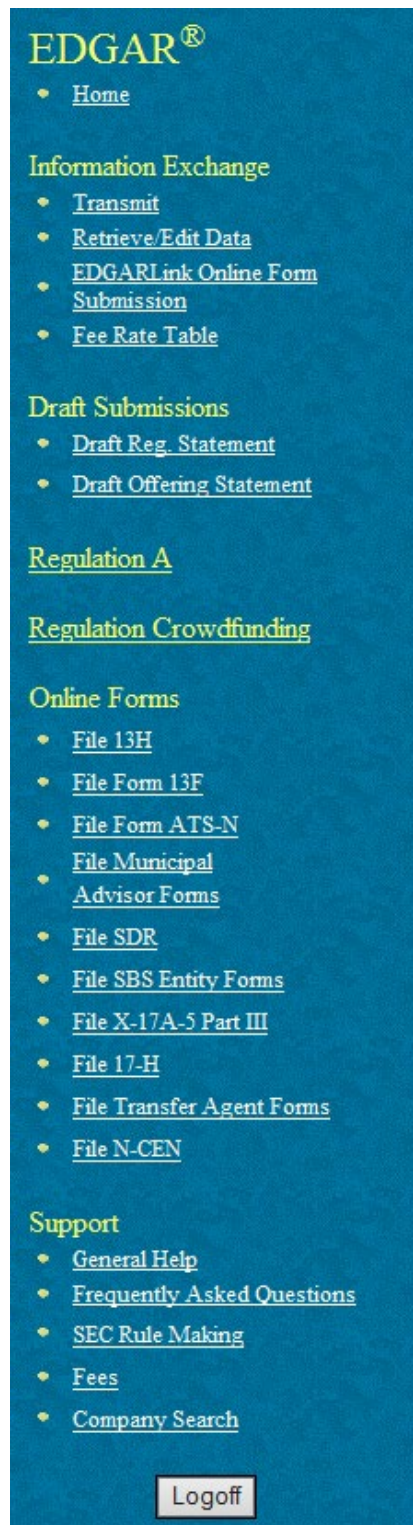 EDGAR®
Home
Information Exchange
Transmit
Retrieve/Edit Data
EDGARLink Online Form
Submission
Fee Rate Table
Draft Submissions
Draft Reg. Statement
Draft Offering Statement
Regulation A
Regulation Crowdfunding
Online Forms
File 13H
File Form 13F
File Form ATS-N
File Municipal
Advisor Forms
File SDR
File SBS Entity Forms
File X-17A-5 Part III
File 17-H
File Transfer Agent Forms
File N-CEN
Support
General Help
Frequently Asked Questions
SEC Rule Making
Fees
Company Search
Logoff